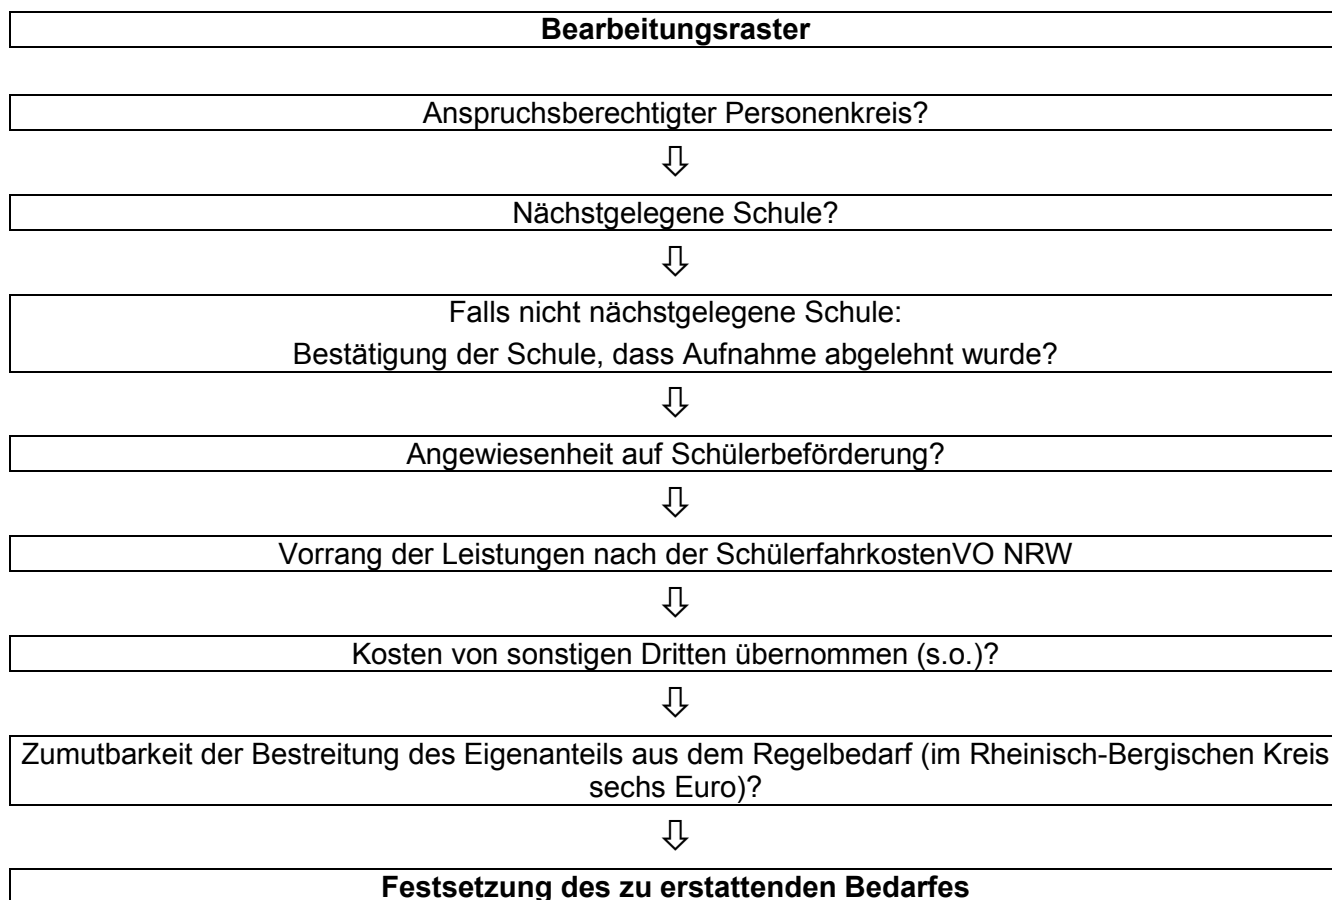 Bearbeitungsraster
Anspruchsberechtigter Personenkreis?
⇩
Nächstgelegene Schule?
⇩
Falls nicht nächstgelegene Schule:
Bestätigung der Schule, dass Aufnahme abgelehnt wurde?
⇩
Angewiesenheit auf Schülerbeförderung?
⇩
Vorrang der Leistungen nach der SchülerfahrkostenVO NRW
⇩
Kosten von sonstigen Dritten übernommen (s.o.)?
⇩
Zumutbarkeit der Bestreitung des Eigenanteils aus dem Regelbedarf (im Rheinisch-Bergischen Kreis
sechs Euro)?
⇩
Festsetzung des zu erstattenden Bedarfes